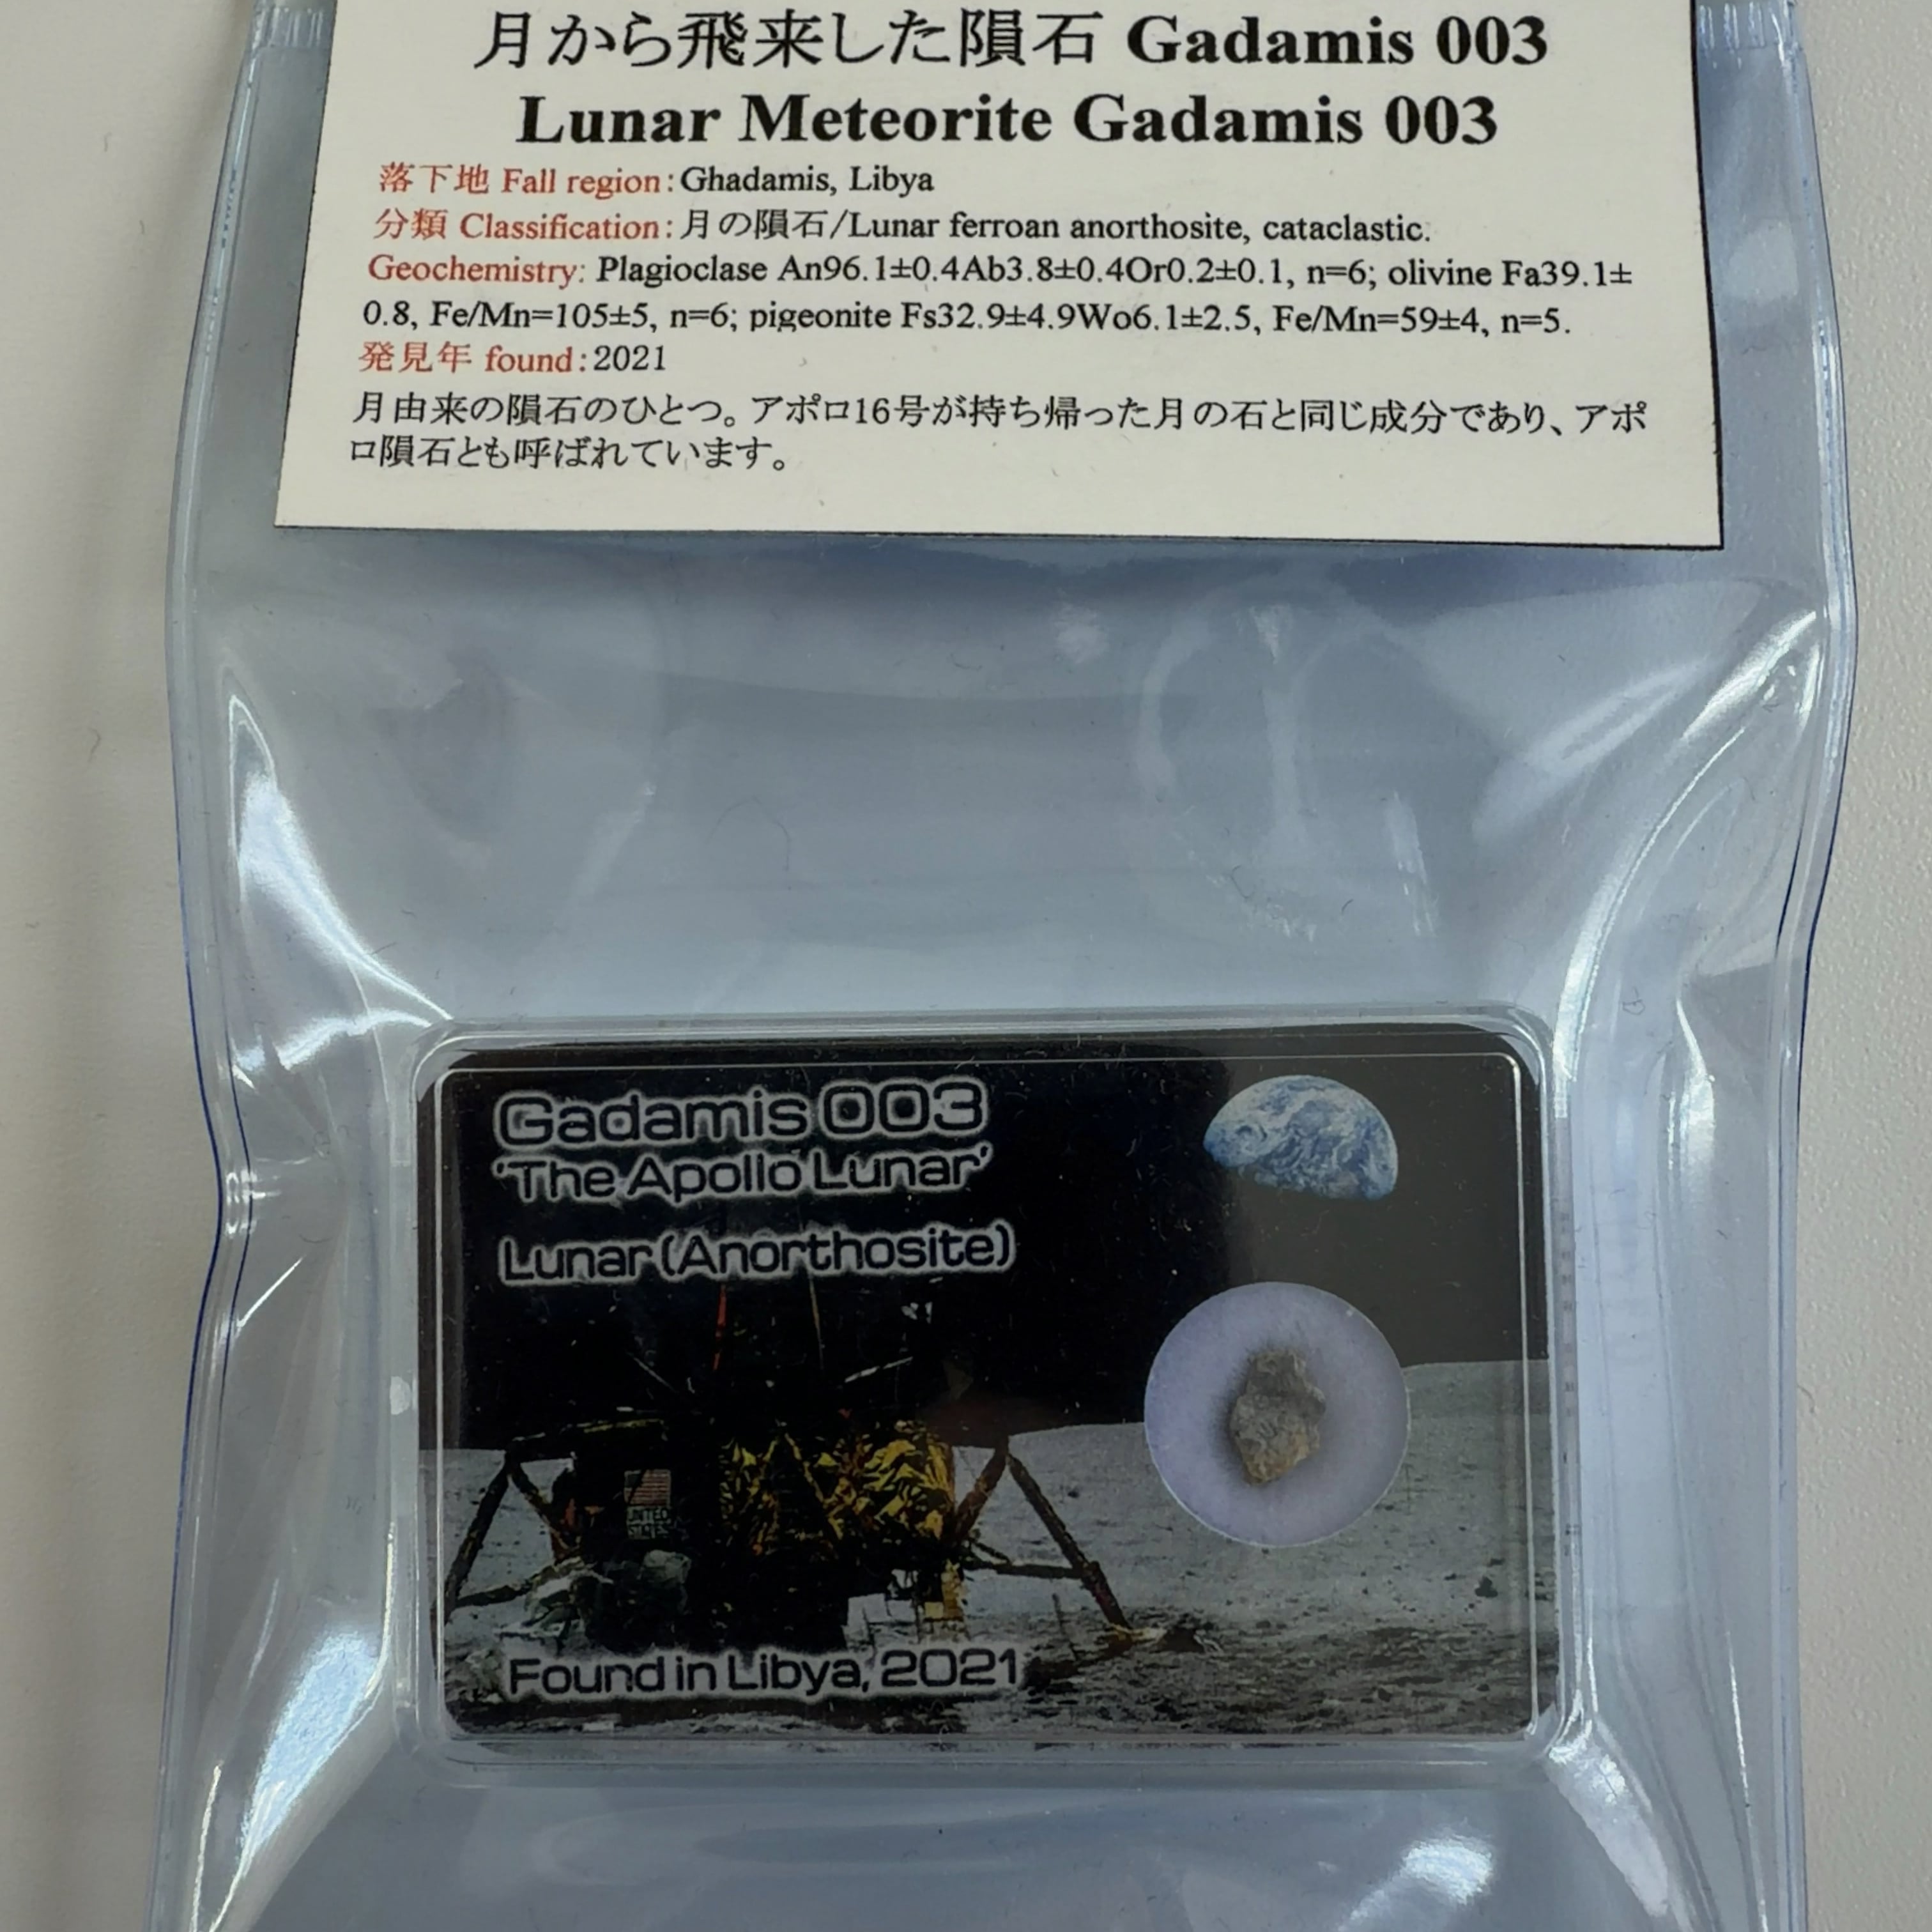 月から飛来した隕石 Gadamis 003
Lunar Meteorite Gadamis 003
落下地 Fall region:Ghadamis, Libya
分類 Classification:月の隕石/Lunar ferroan anorthosite, cataclastic.
Geochemistry: Plagioclase An96.1±0.4Ab3.8±0.4Or0.2±0.1, n=6; olivine Fa39.1±
0.8, Fe/Mn=105±5, n=6; pigeonite Fs32.9±4.9Wo6.1±2.5, Fe/Mn=59±4, n=5.
発見年 found:2021
月由来の隕石のひとつ。アポロ16号が持ち帰った月の石と同じ成分であり、アポ
ロ隕石とも呼ばれています。
Gadamis 003
'The Apollo Lunar'
Lunar (Anorthosite)
UNITED
STATES
Found in Libya, 2021